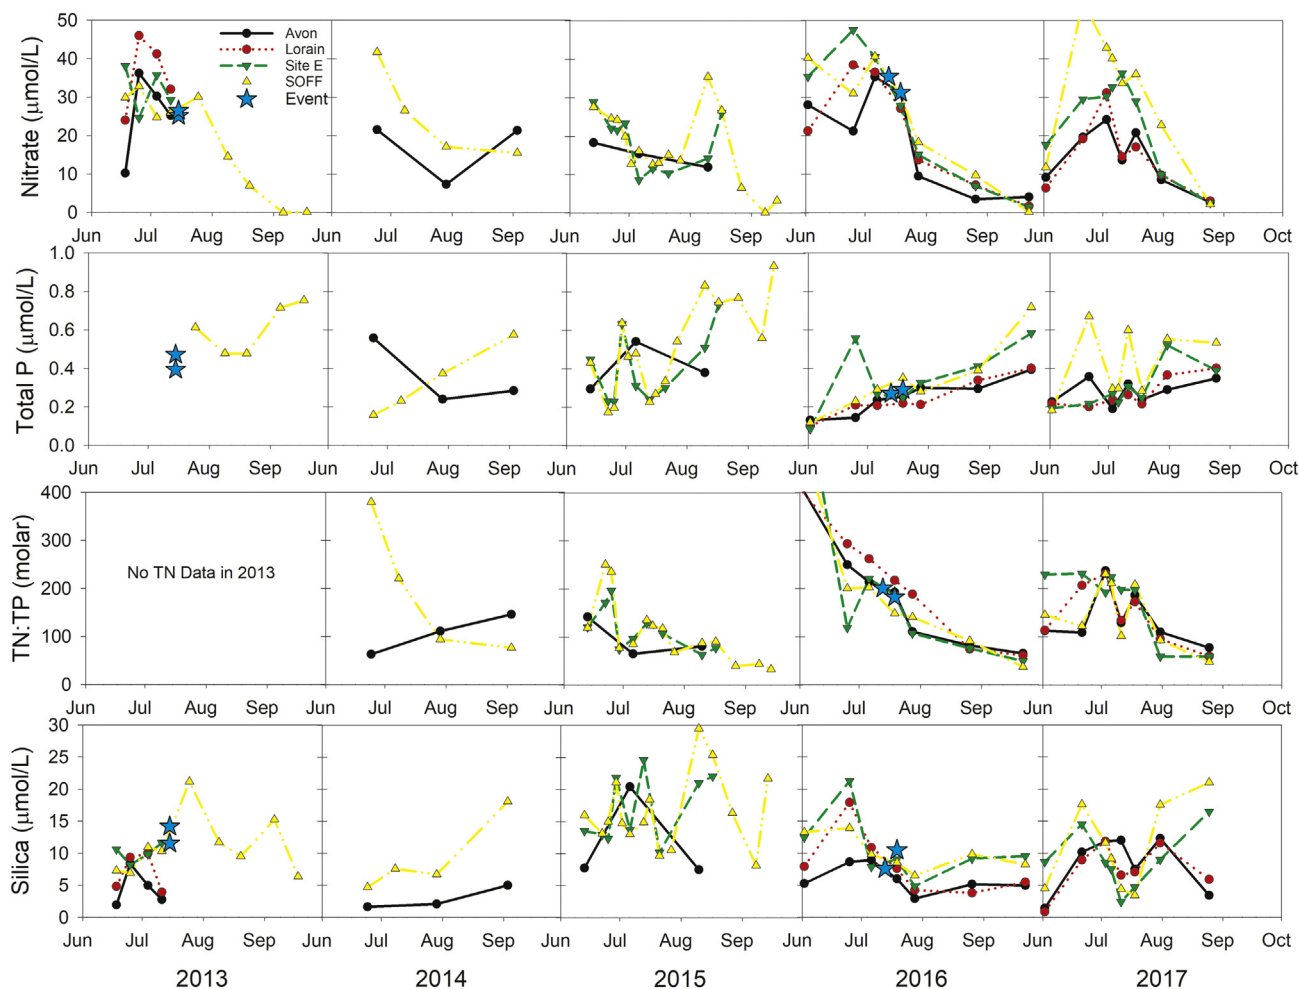 Nitrate (μmol/L)
50
40
30
20
10
0
Avon
Lorain
Site E
SOFF
Event
Jun Jul Aug Sep Jun Jul Aug Sep Jun Jul Aug Sep Jun Jul Aug Sep Jun Jul Aug Sep Oct
Total P (μmol/L)
1.0
0.8
0.6
0.4
0.2
0.0
Jun Jul Aug Sep Jun Jul Aug Sep Jun Jul Aug Sep Jun Jul Aug Sep Jun Jul Aug Sep Oct
TN:TP (molar)
400
300
200
100
0
No TN Data in 2013
Jun Jul Aug Sep Jun Jul Aug Sep Jun Jul Aug Sep Jun Jul Aug Sep Jun Jul Aug Sep Oct
Silica (μmol/L)
30
25
20
15
10
5
0
Jun Jul Aug Sep Jun Jul Aug Sep Jun Jul Aug Sep Jun Jul Aug Sep Jun Jul Aug Sep Oct
2013 2014 2015 2016 2017